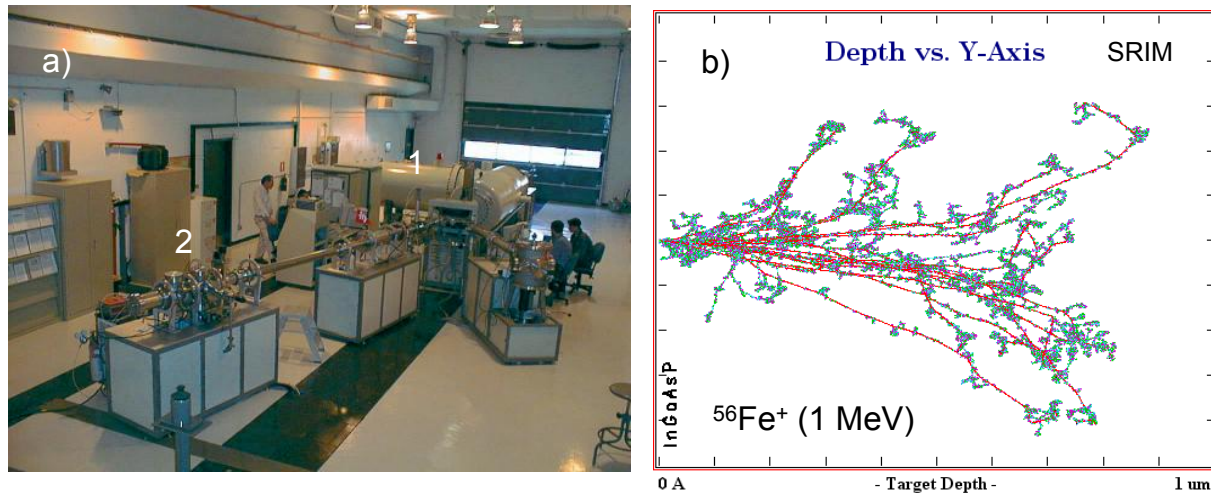 a)
1
2
b)
Depth vs. Y-Axis
SRIM
InGaAsP
⁵⁶Fe⁺ (1 MeV)
0 A
- Target Depth -
1 um